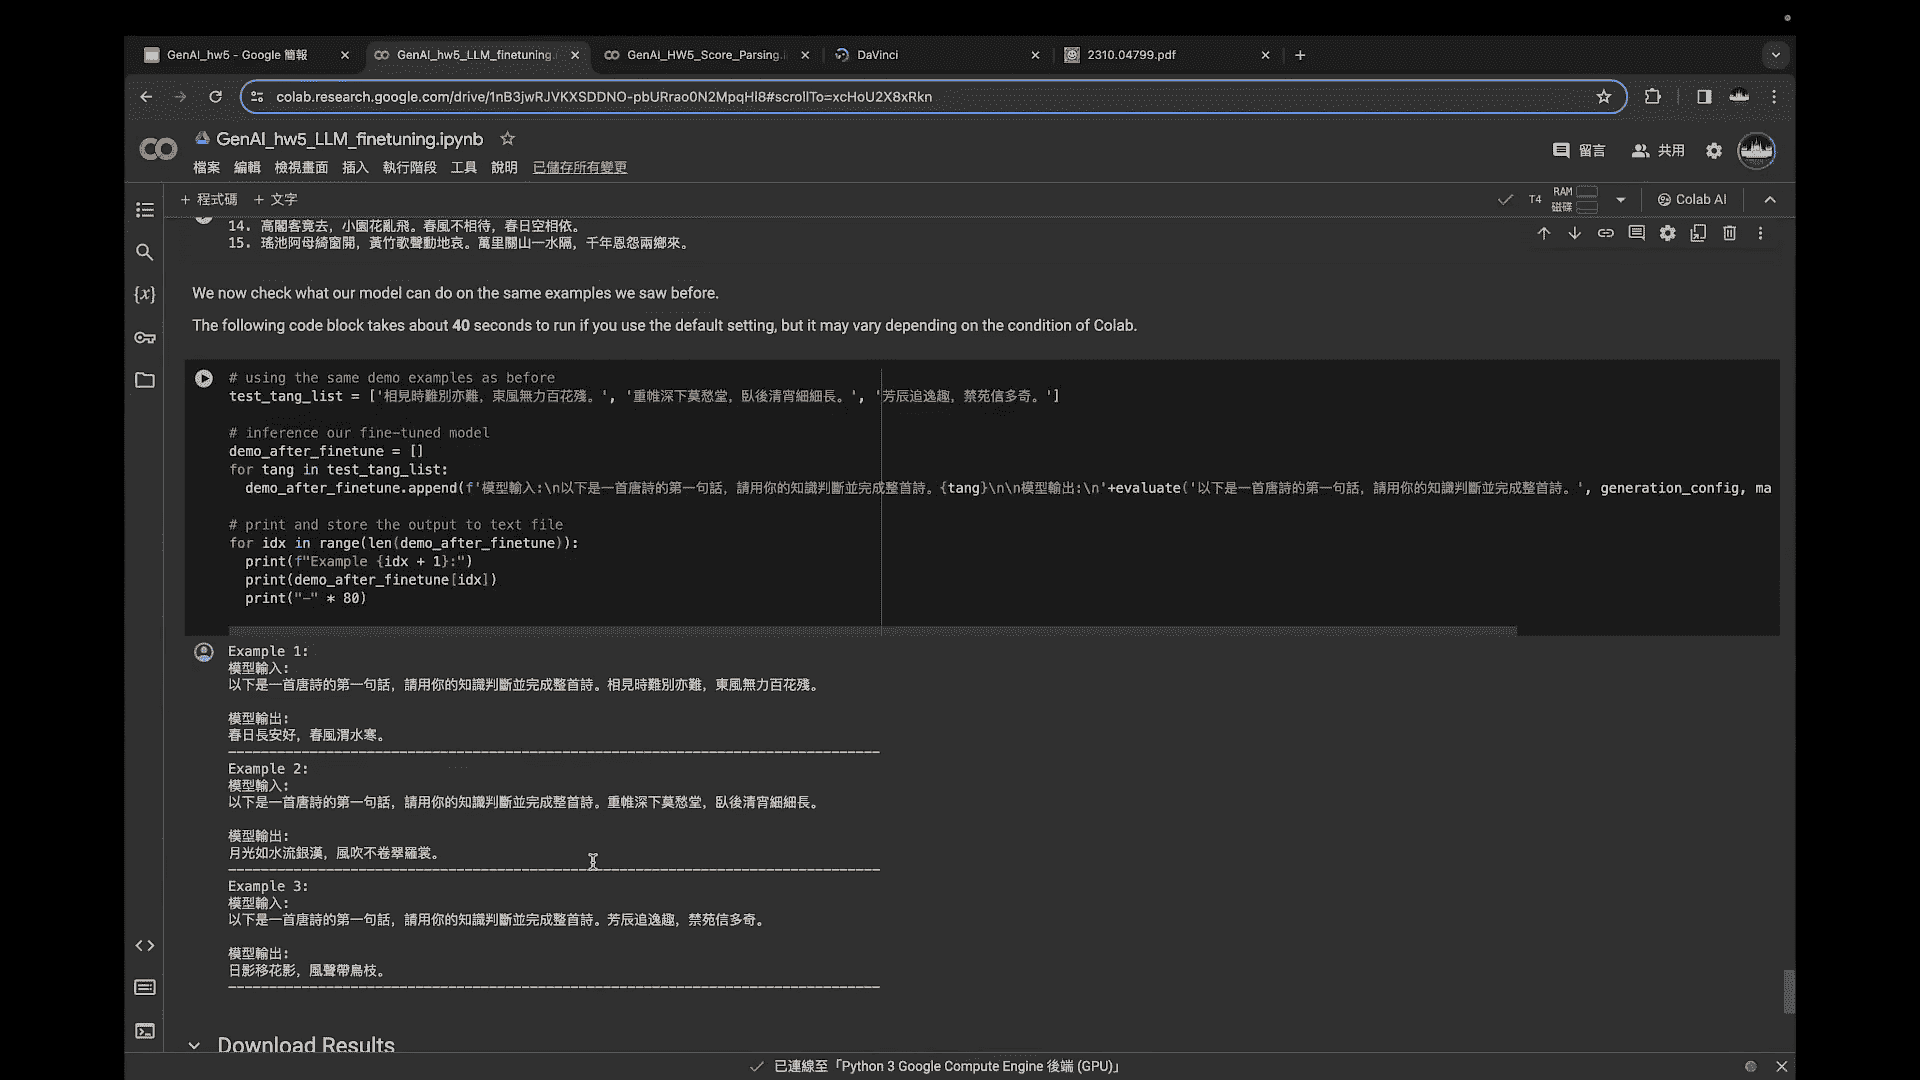 GenAI_hw5 - Google 簡報
GenAI_hw5_LLM_finetuning.
GenAI_HW5_Score_Parsing.i
DaVinci
2310.04799.pdf
colab.research.google.com/drive/1nB3jwRJVKXSDDNO-pbURrao0N2MpqHl8#scrollTo=xcHoU2X8xRkn
GenAI_hw5_LLM_finetuning.ipynb
檔案 編輯 檢視畫面 插入 執行階段 工具 說明 已儲存所有變更
留言 共用
+ 程式碼 + 文字
T4 RAM 磁碟 Colab AI
14. 高閣客竟去，小園花亂飛。春風不相待，春日空相依。
15. 瑤池阿母綺窗開，黃竹歌聲動地哀。萬里關山一水隔，千年恩怨兩鄉來。
We now check what our model can do on the same examples we saw before.
The following code block takes about 40 seconds to run if you use the default setting, but it may vary depending on the condition of Colab.
# using the same demo examples as before
test_tang_list = ['相見時難別亦難，東風無力百花殘。', '重帷深下莫愁堂，臥後清宵細細長。', '芳辰追逸趣，禁苑信多奇。']
# inference our fine-tuned model
demo_after_finetune = []
for tang in test_tang_list:
demo_after_finetune.append(f'模型輸入:\n以下是一首唐詩的第一句話，請用你的知識判斷並完成整首詩。{tang}\n\n模型輸出:\n'+evaluate('以下是一首唐詩的第一句話，請用你的知識判斷並完成整首詩。', generation_config, ma
# print and store the output to text file
for idx in range(len(demo_after_finetune)):
print(f"Example {idx + 1}:")
print(demo_after_finetune[idx])
print("-" * 80)
Example 1:
模型輸入:
以下是一首唐詩的第一句話，請用你的知識判斷並完成整首詩。相見時難別亦難，東風無力百花殘。
模型輸出:
春日長安好，春風渭水寒。
--------------------------------------------------------------------------------
Example 2:
模型輸入:
以下是一首唐詩的第一句話，請用你的知識判斷並完成整首詩。重帷深下莫愁堂，臥後清宵細細長。
模型輸出:
月光如水流銀漢，風吹不卷翠羅裳。
--------------------------------------------------------------------------------
Example 3:
模型輸入:
以下是一首唐詩的第一句話，請用你的知識判斷並完成整首詩。芳辰追逸趣，禁苑信多奇。
模型輸出:
日影移花影，風聲帶鳥枝。
--------------------------------------------------------------------------------
Download Results
已連線至「Python 3 Google Compute Engine 後端 (GPU)」